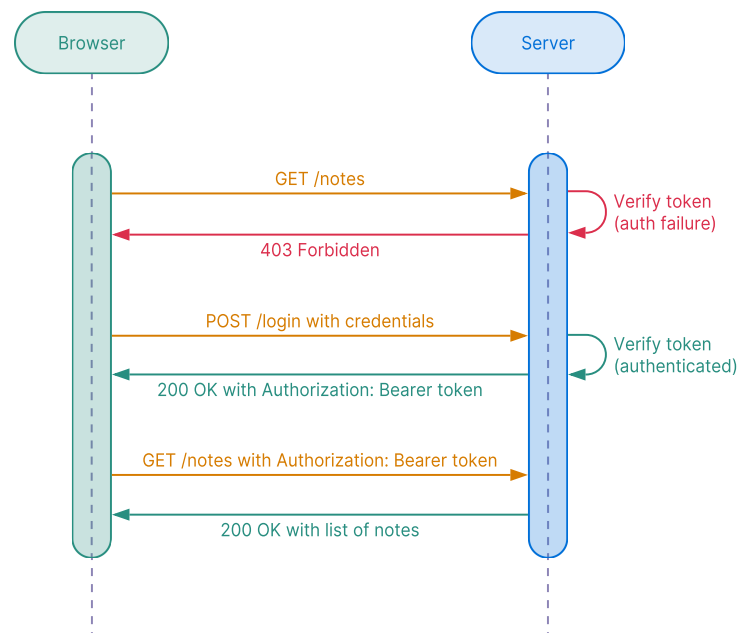 Browser
Server
GET /notes
Verify token
(auth failure)
403 Forbidden
POST /login with credentials
Verify token
(authenticated)
200 OK with Authorization: Bearer token
GET /notes with Authorization: Bearer token
200 OK with list of notes